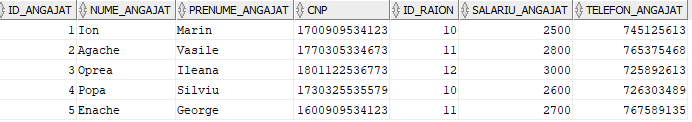 ID_ANGAJAT NUME_ANGAJAT PRENUME_ANGAJAT CNP ID_RAION SALARIU_ANGAJAT TELEFON_ANGAJAT
1 Ion Marin 1700909534123 10 2500 745125613
2 Agache Vasile 1770305334673 11 2800 765375468
3 Oprea Ileana 1801122536773 12 3000 725892613
4 Popa Silviu 1730325535579 10 2600 726303489
5 Enache George 1600909534123 11 2700 767589135